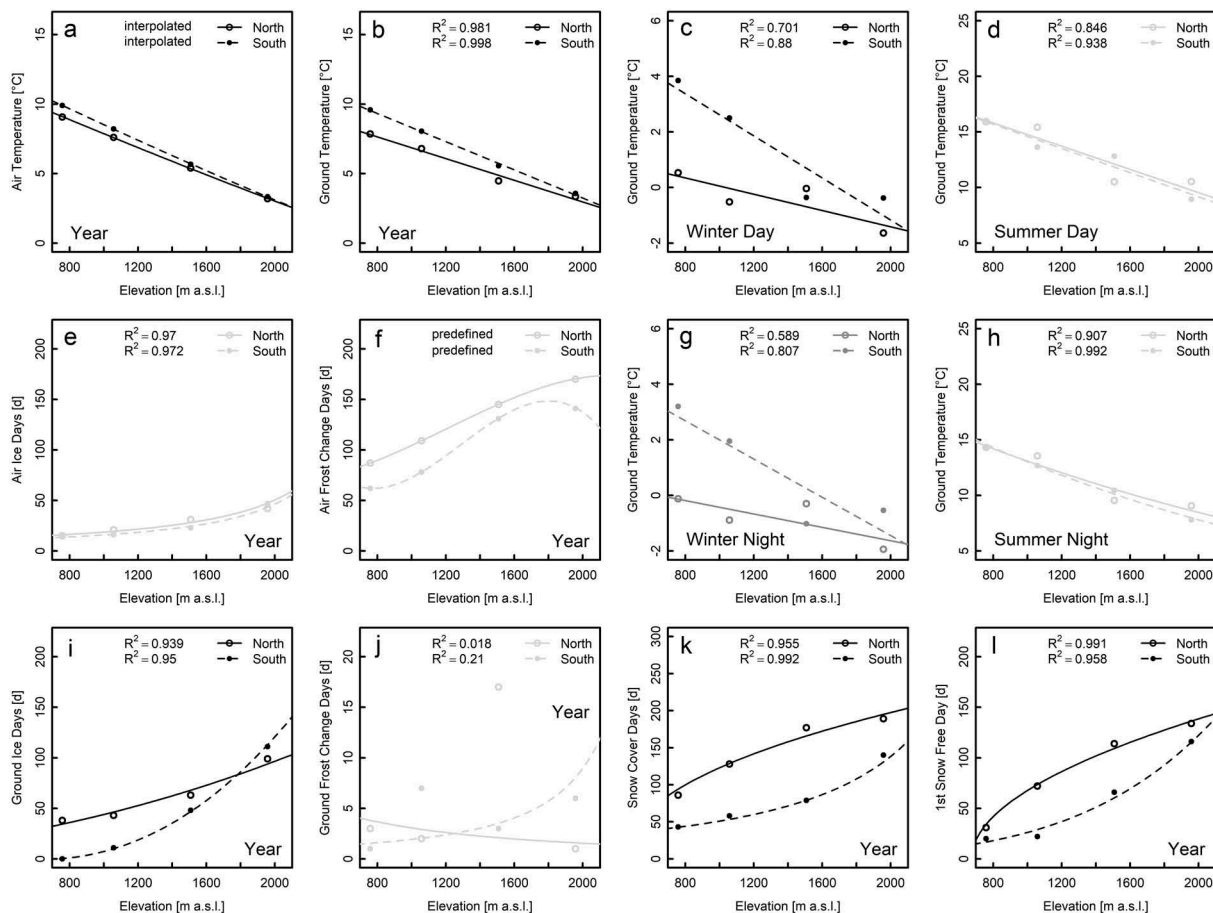 a
interpolated North
interpolated South
15
10
5
0
Air Temperature [°C]
Year
800 1200 1600 2000
Elevation [m a.s.l.]
b
R² = 0.981 North
R² = 0.998 South
15
10
5
0
Ground Temperature [°C]
Year
800 1200 1600 2000
Elevation [m a.s.l.]
c
R² = 0.701 North
R² = 0.88 South
6
4
2
0
-2
Ground Temperature [°C]
Winter Day
800 1200 1600 2000
Elevation [m a.s.l.]
d
R² = 0.846 North
R² = 0.938 South
25
20
15
10
5
Ground Temperature [°C]
Summer Day
800 1200 1600 2000
Elevation [m a.s.l.]
e
R² = 0.97 North
R² = 0.972 South
200
150
100
50
0
Air Ice Days [d]
Year
800 1200 1600 2000
Elevation [m a.s.l.]
f
predefined North
predefined South
200
150
100
50
0
Air Frost Change Days [d]
Year
800 1200 1600 2000
Elevation [m a.s.l.]
g
R² = 0.589 North
R² = 0.807 South
6
4
2
0
-2
Ground Temperature [°C]
Winter Night
800 1200 1600 2000
Elevation [m a.s.l.]
h
R² = 0.907 North
R² = 0.992 South
25
20
15
10
5
Ground Temperature [°C]
Summer Night
800 1200 1600 2000
Elevation [m a.s.l.]
i
R² = 0.939 North
R² = 0.95 South
200
150
100
50
0
Ground Ice Days [d]
Year
800 1200 1600 2000
Elevation [m a.s.l.]
j
R² = 0.018 North
R² = 0.21 South
20
15
10
5
0
Ground Frost Change Days [d]
Year
800 1200 1600 2000
Elevation [m a.s.l.]
k
R² = 0.955 North
R² = 0.992 South
300
250
200
150
100
50
0
Snow Cover Days [d]
Year
800 1200 1600 2000
Elevation [m a.s.l.]
l
R² = 0.991 North
R² = 0.958 South
200
150
100
50
0
1st Snow Free Day [d]
Year
800 1200 1600 2000
Elevation [m a.s.l.]